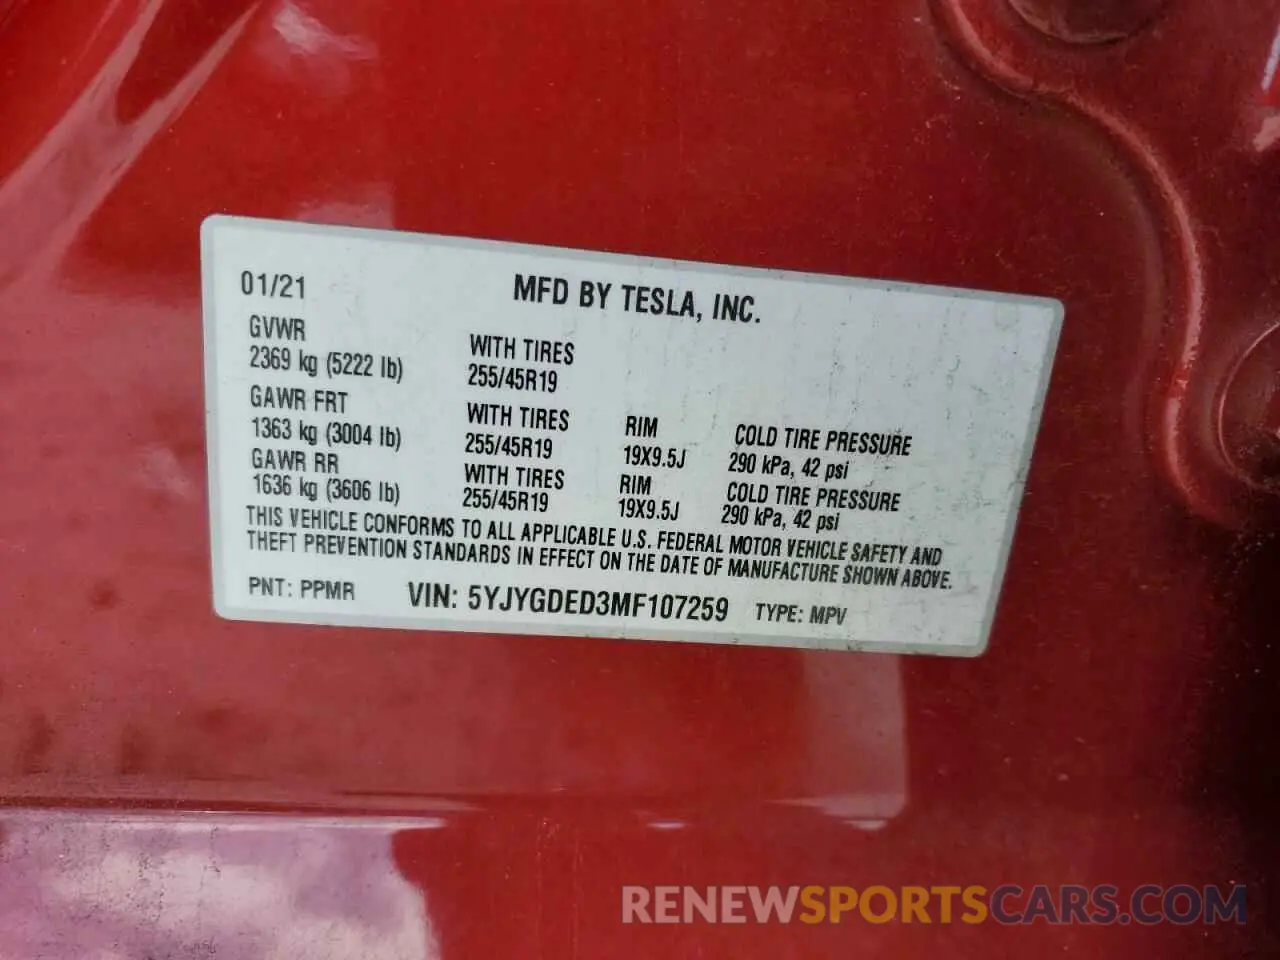 01/21 MFD BY TESLA, INC.
GVWR
2369 kg (5222 lb)
WITH TIRES
255/45R19
GAWR FRT
1363 kg (3004 lb)
WITH TIRES
255/45R19
RIM
19X9.5J
COLD TIRE PRESSURE
290 kPa, 42 psi
GAWR RR
1636 kg (3606 lb)
WITH TIRES
255/45R19
RIM
19X9.5J
COLD TIRE PRESSURE
290 kPa, 42 psi
THIS VEHICLE CONFORMS TO ALL APPLICABLE U.S. FEDERAL MOTOR VEHICLE SAFETY AND
THEFT PREVENTION STANDARDS IN EFFECT ON THE DATE OF MANUFACTURE SHOWN ABOVE.
PNT: PPMR VIN: 5YJYGDED3MF107259 TYPE: MPV
RENEWSPORTSCARS.COM